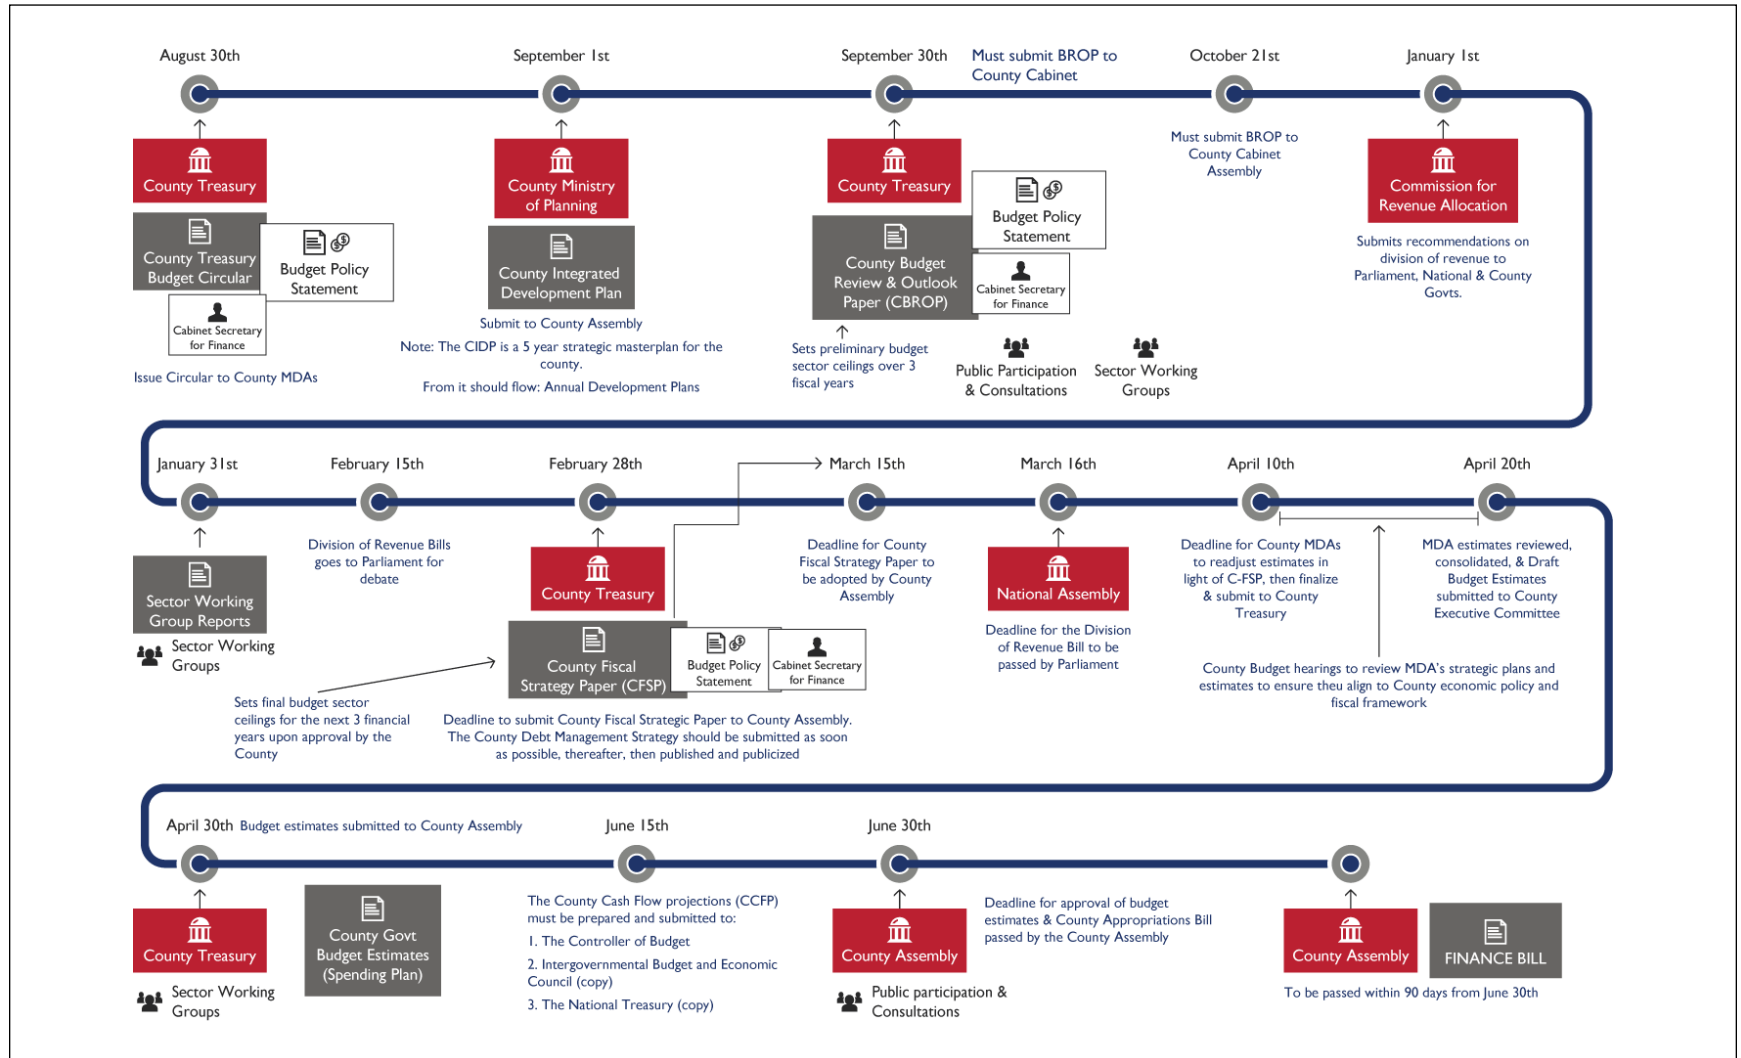 August 30th
September 1st
September 30th
Must submit BROP to
County Cabinet
October 21st
January 1st
County Treasury
County Treasury
Budget Circular
Budget Policy
Statement
Cabinet Secretary
for Finance
Issue Circular to County MDAs
County Ministry
of Planning
County Integrated
Development Plan
Submit to County Assembly
Note: The CIDP is a 5 year strategic masterplan for the
county.
From it should flow: Annual Development Plans
County Treasury
County Budget
Review & Outlook
Paper (CBROP)
Budget Policy
Statement
Cabinet Secretary
for Finance
Sets preliminary budget
sector ceilings over 3
fiscal years
Public Participation
& Consultations
Sector Working
Groups
Must submit BROP to
County Cabinet
Assembly
Commission for
Revenue Allocation
Submits recommendations on
division of revenue to
Parliament, National & County
Govts.
January 31st
February 15th
February 28th
March 15th
March 16th
April 10th
April 20th
Sector Working
Group Reports
Sector Working
Groups
Sets final budget sector
ceilings for the next 3 financial
years upon approval by the
County
Division of Revenue Bills
goes to Parliament for
debate
County Treasury
County Fiscal
Strategy Paper (CFSP)
Budget Policy
Statement
Cabinet Secretary
for Finance
Deadline to submit County Fiscal Strategic Paper to County Assembly.
The County Debt Management Strategy should be submitted as soon
as possible, thereafter, then published and publicized
Deadline for County
Fiscal Strategy Paper to
be adopted by County
Assembly
National Assembly
Deadline for the Division
of Revenue Bill to be
passed by Parliament
Deadline for County MDAs
to readjust estimates in
light of C-FSP, then finalize
& submit to County
Treasury
MDA estimates reviewed,
consolidated, & Draft
Budget Estimates
submitted to County
Executive Committee
County Budget hearings to review MDA's strategic plans and
estimates to ensure theu align to County economic policy and
fiscal framework
April 30th Budget estimates submitted to County Assembly
June 15th
June 30th
County Treasury
Sector Working
Groups
County Govt
Budget Estimates
(Spending Plan)
The County Cash Flow projections (CCFP)
must be prepared and submitted to:
1. The Controller of Budget
2. Intergovernmental Budget and Economic
Council (copy)
3. The National Treasury (copy)
County Assembly
Public participation &
Consultations
Deadline for approval of budget
estimates & County Appropriations Bill
passed by the County Assembly
County Assembly
FINANCE BILL
To be passed within 90 days from June 30th